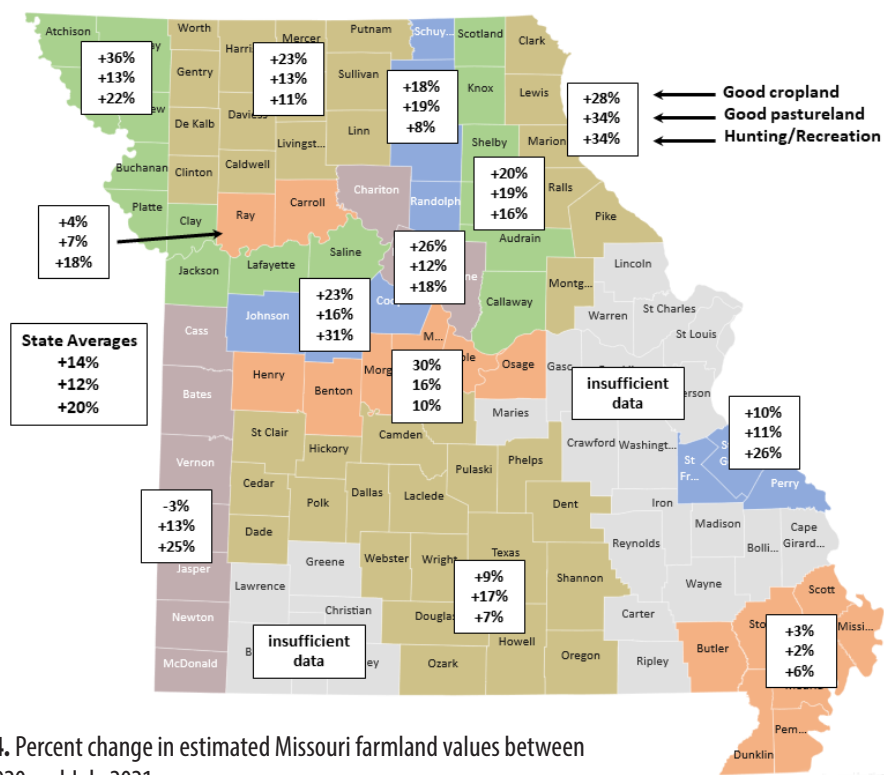 Atchison
Worth
Harri...
Mercer
Putnam
Schuy...
Scotland
Clark
+36%
+13%
+22%
Gentry
+23%
+13%
+11%
Sullivan
+18%
+19%
+8%
Knox
Lewis
+28%
+34%
+34%
Good cropland
Good pastureland
Hunting/Recreation
De Kalb
Daviess
Livingst...
Linn
Shelby
Marion
Buchanan
Clinton
Caldwell
Chariton
Randolph
+20%
+19%
+16%
Ralls
Platte
Clay
Ray
Carroll
Pike
+4%
+7%
+18%
Saline
+26%
+12%
+18%
Audrain
Jackson
Lafayette
Callaway
Montg...
Lincoln
Warren
St Charles
St Louis
Johnson
+23%
+16%
+31%
State Averages
+14%
+12%
+20%
Cass
M...
Henry
Benton
30%
16%
10%
Osage
insufficient
data
Bates
Maries
St Clair
Hickory
Camden
Crawford
Washingt...
+10%
+11%
+26%
St
Fr...
Perry
Vernon
Cedar
Polk
Dallas
Laclede
Pulaski
Phelps
Dent
Iron
-3%
+13%
+25%
Dade
Madison
Cape
Girard...
Bolli...
Reynolds
Jasper
Lawrence
Greene
Webster
Wright
Texas
+9%
+17%
+7%
Shannon
Wayne
Scott
Newton
Christian
Carter
Sto
+3%
+2%
+6%
Missi...
insufficient
data
Howell
McDonald
ey
Ozark
Oregon
Ripley
Butler
Pem...
Dunklin
4. Percent change in estimated Missouri farmland values between